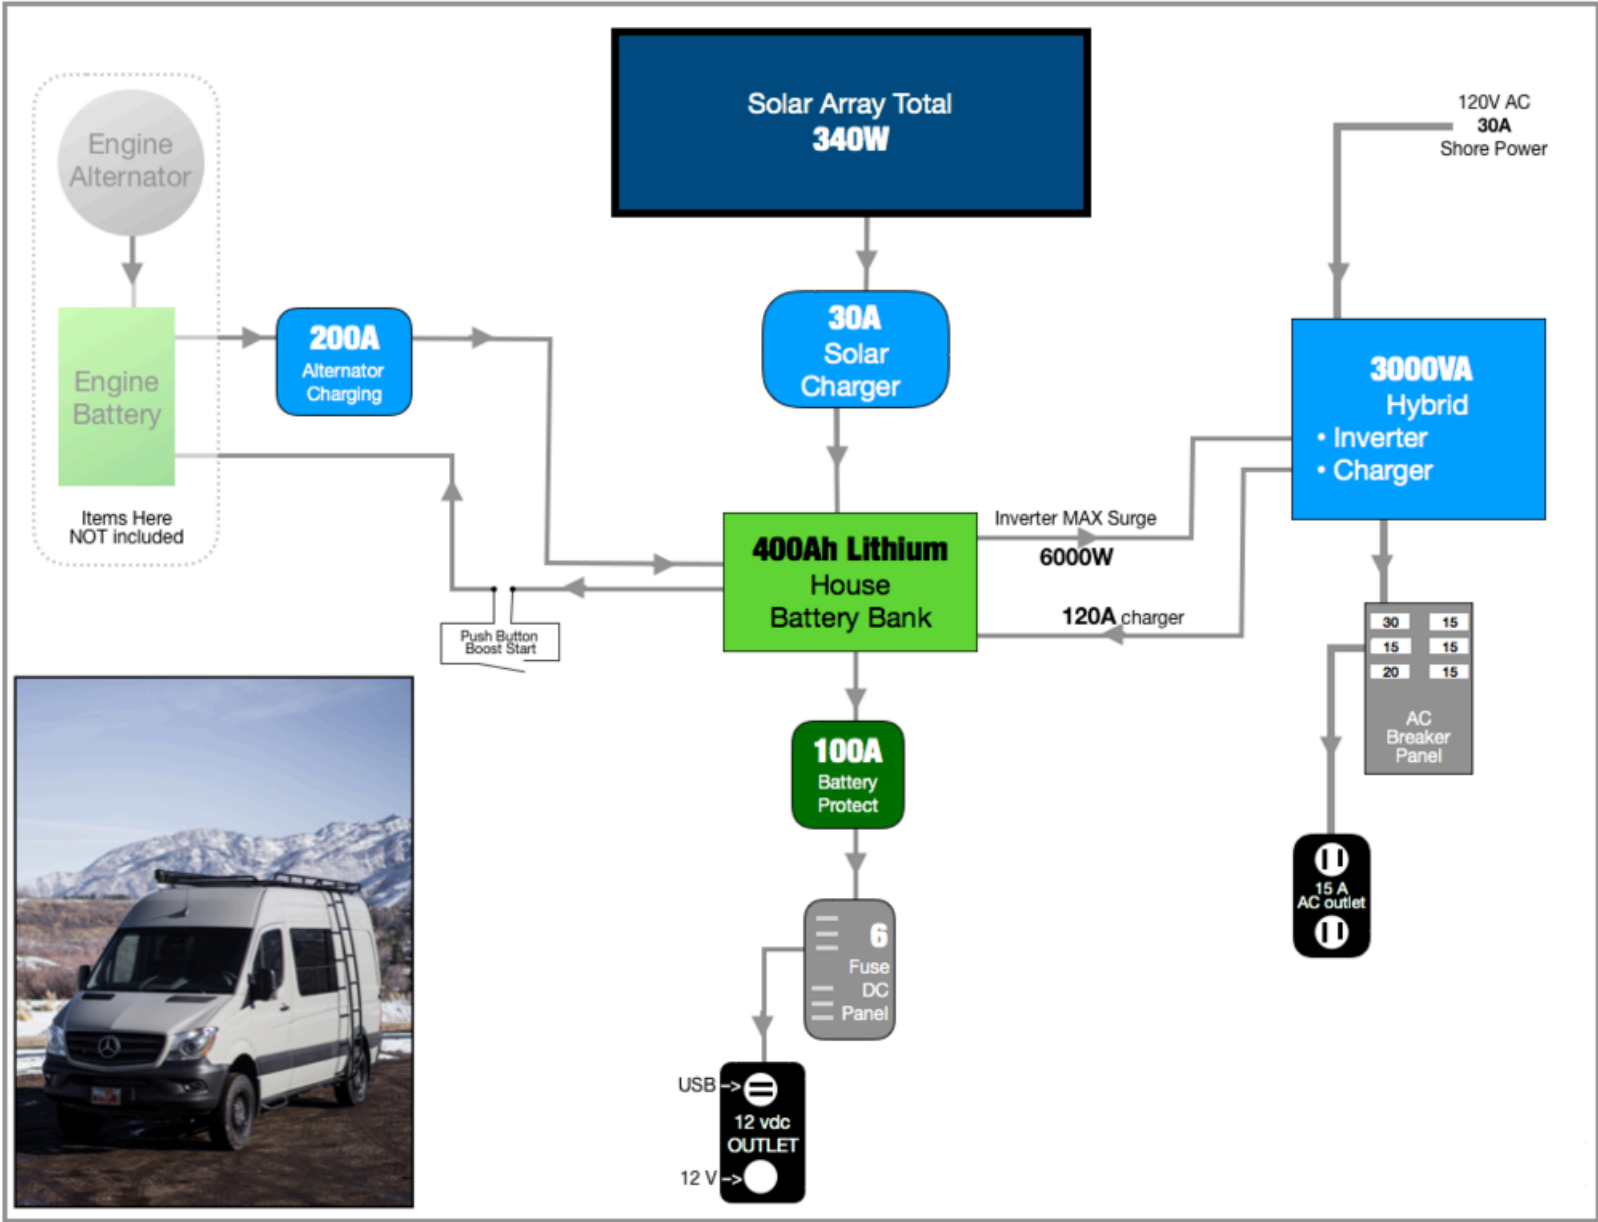 Engine
Alternator
Engine
Battery
Items Here
NOT included
200A
Alternator
Charging
Push Button
Boost Start
Solar Array Total
340W
30A
Solar
Charger
400Ah Lithium
House
Battery Bank
Inverter MAX Surge
6000W
120A charger
120V AC
30A
Shore Power
3000VA
Hybrid
• Inverter
• Charger
30 15
15 15
20 15
AC
Breaker
Panel
15 A
AC outlet
100A
Battery
Protect
6
Fuse
DC
Panel
USB ->
12 vdc
OUTLET
12 V ->